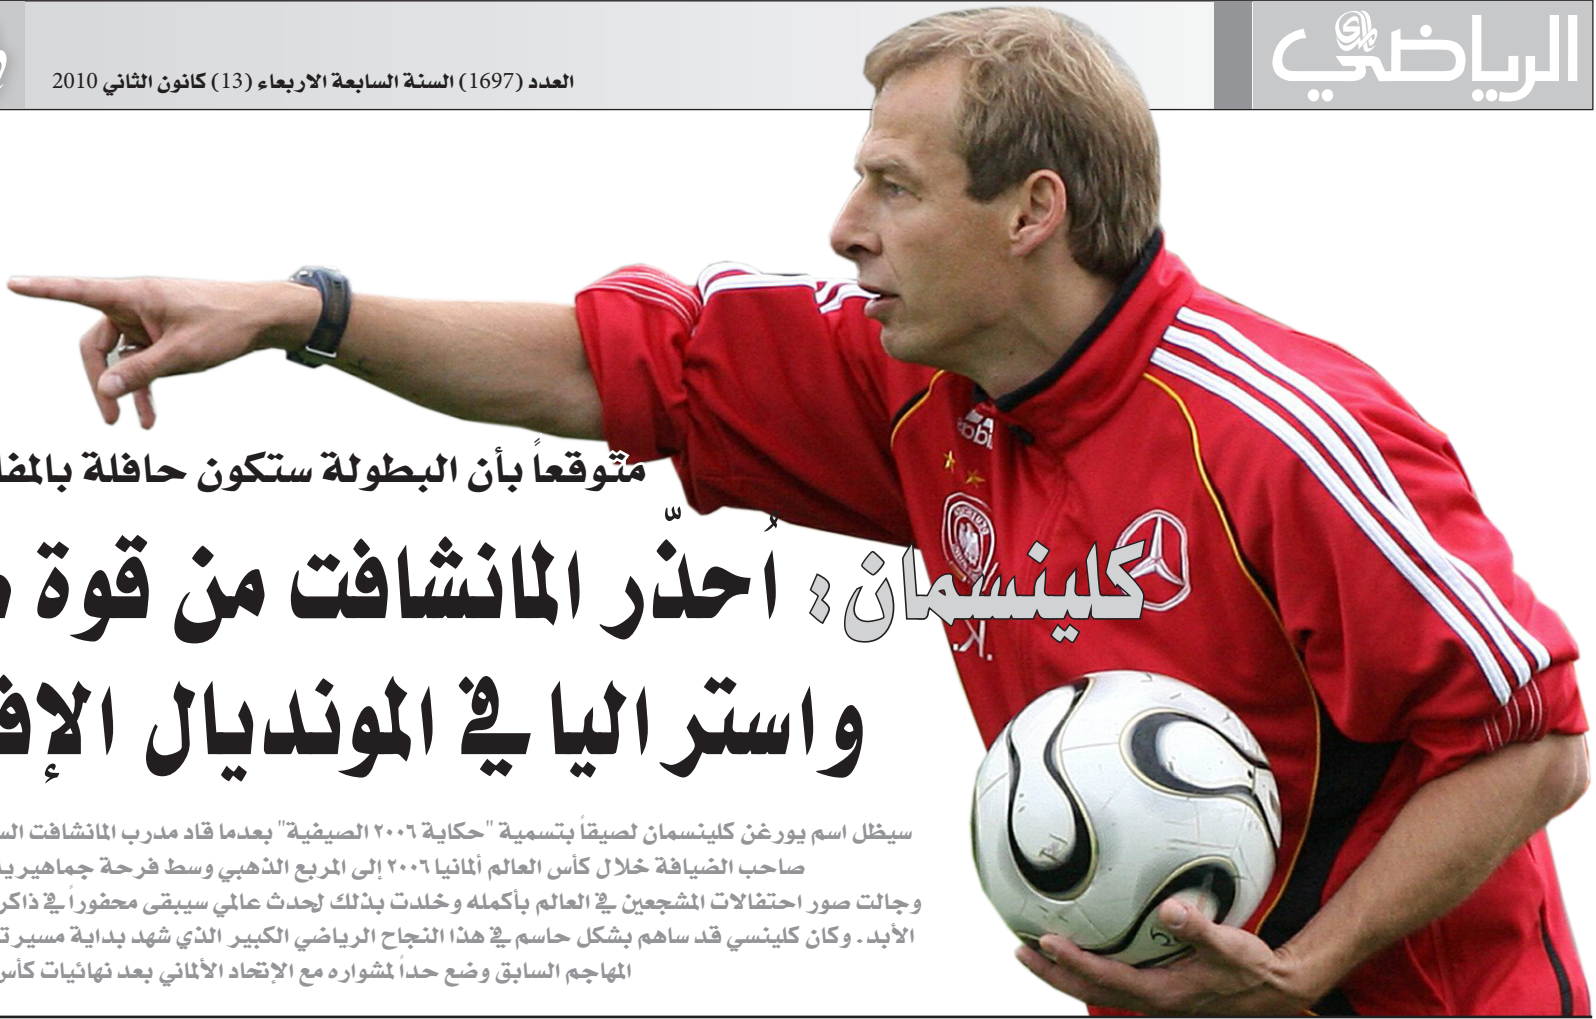 الرياضي
العدد (1697) السنة السابعة الاربعاء (13) كانون الثاني 2010
متوقعاً بأن البطولة ستكون حافلة
كلينسمان: اُحذّر المانشافت من قوة
واستراليا في المونديال
سيظل اسم يورغن كلينسمان لصيقاً بتسمية "حكاية ٢٠٠٦ الصيفية" بعدما قاد مدرب المانشافت
صاحب الضيافة خلال كأس العالم ألمانيا ٢٠٠٦ إلى المربع الذهبي وسط فرحة
وجالت صور احتفالات المشجعين في العالم بأكمله وخلدت بذلك لحدث عالمي سيبقى محفوراً في
الأبد. وكان كلينسي قد ساهم بشكل حاسم في هذا النجاح الرياضي الكبير الذي شهد بداية
المهاجم السابق وضع حداً لمشواره مع الإتحاد الألماني بعد نهائيات كأس